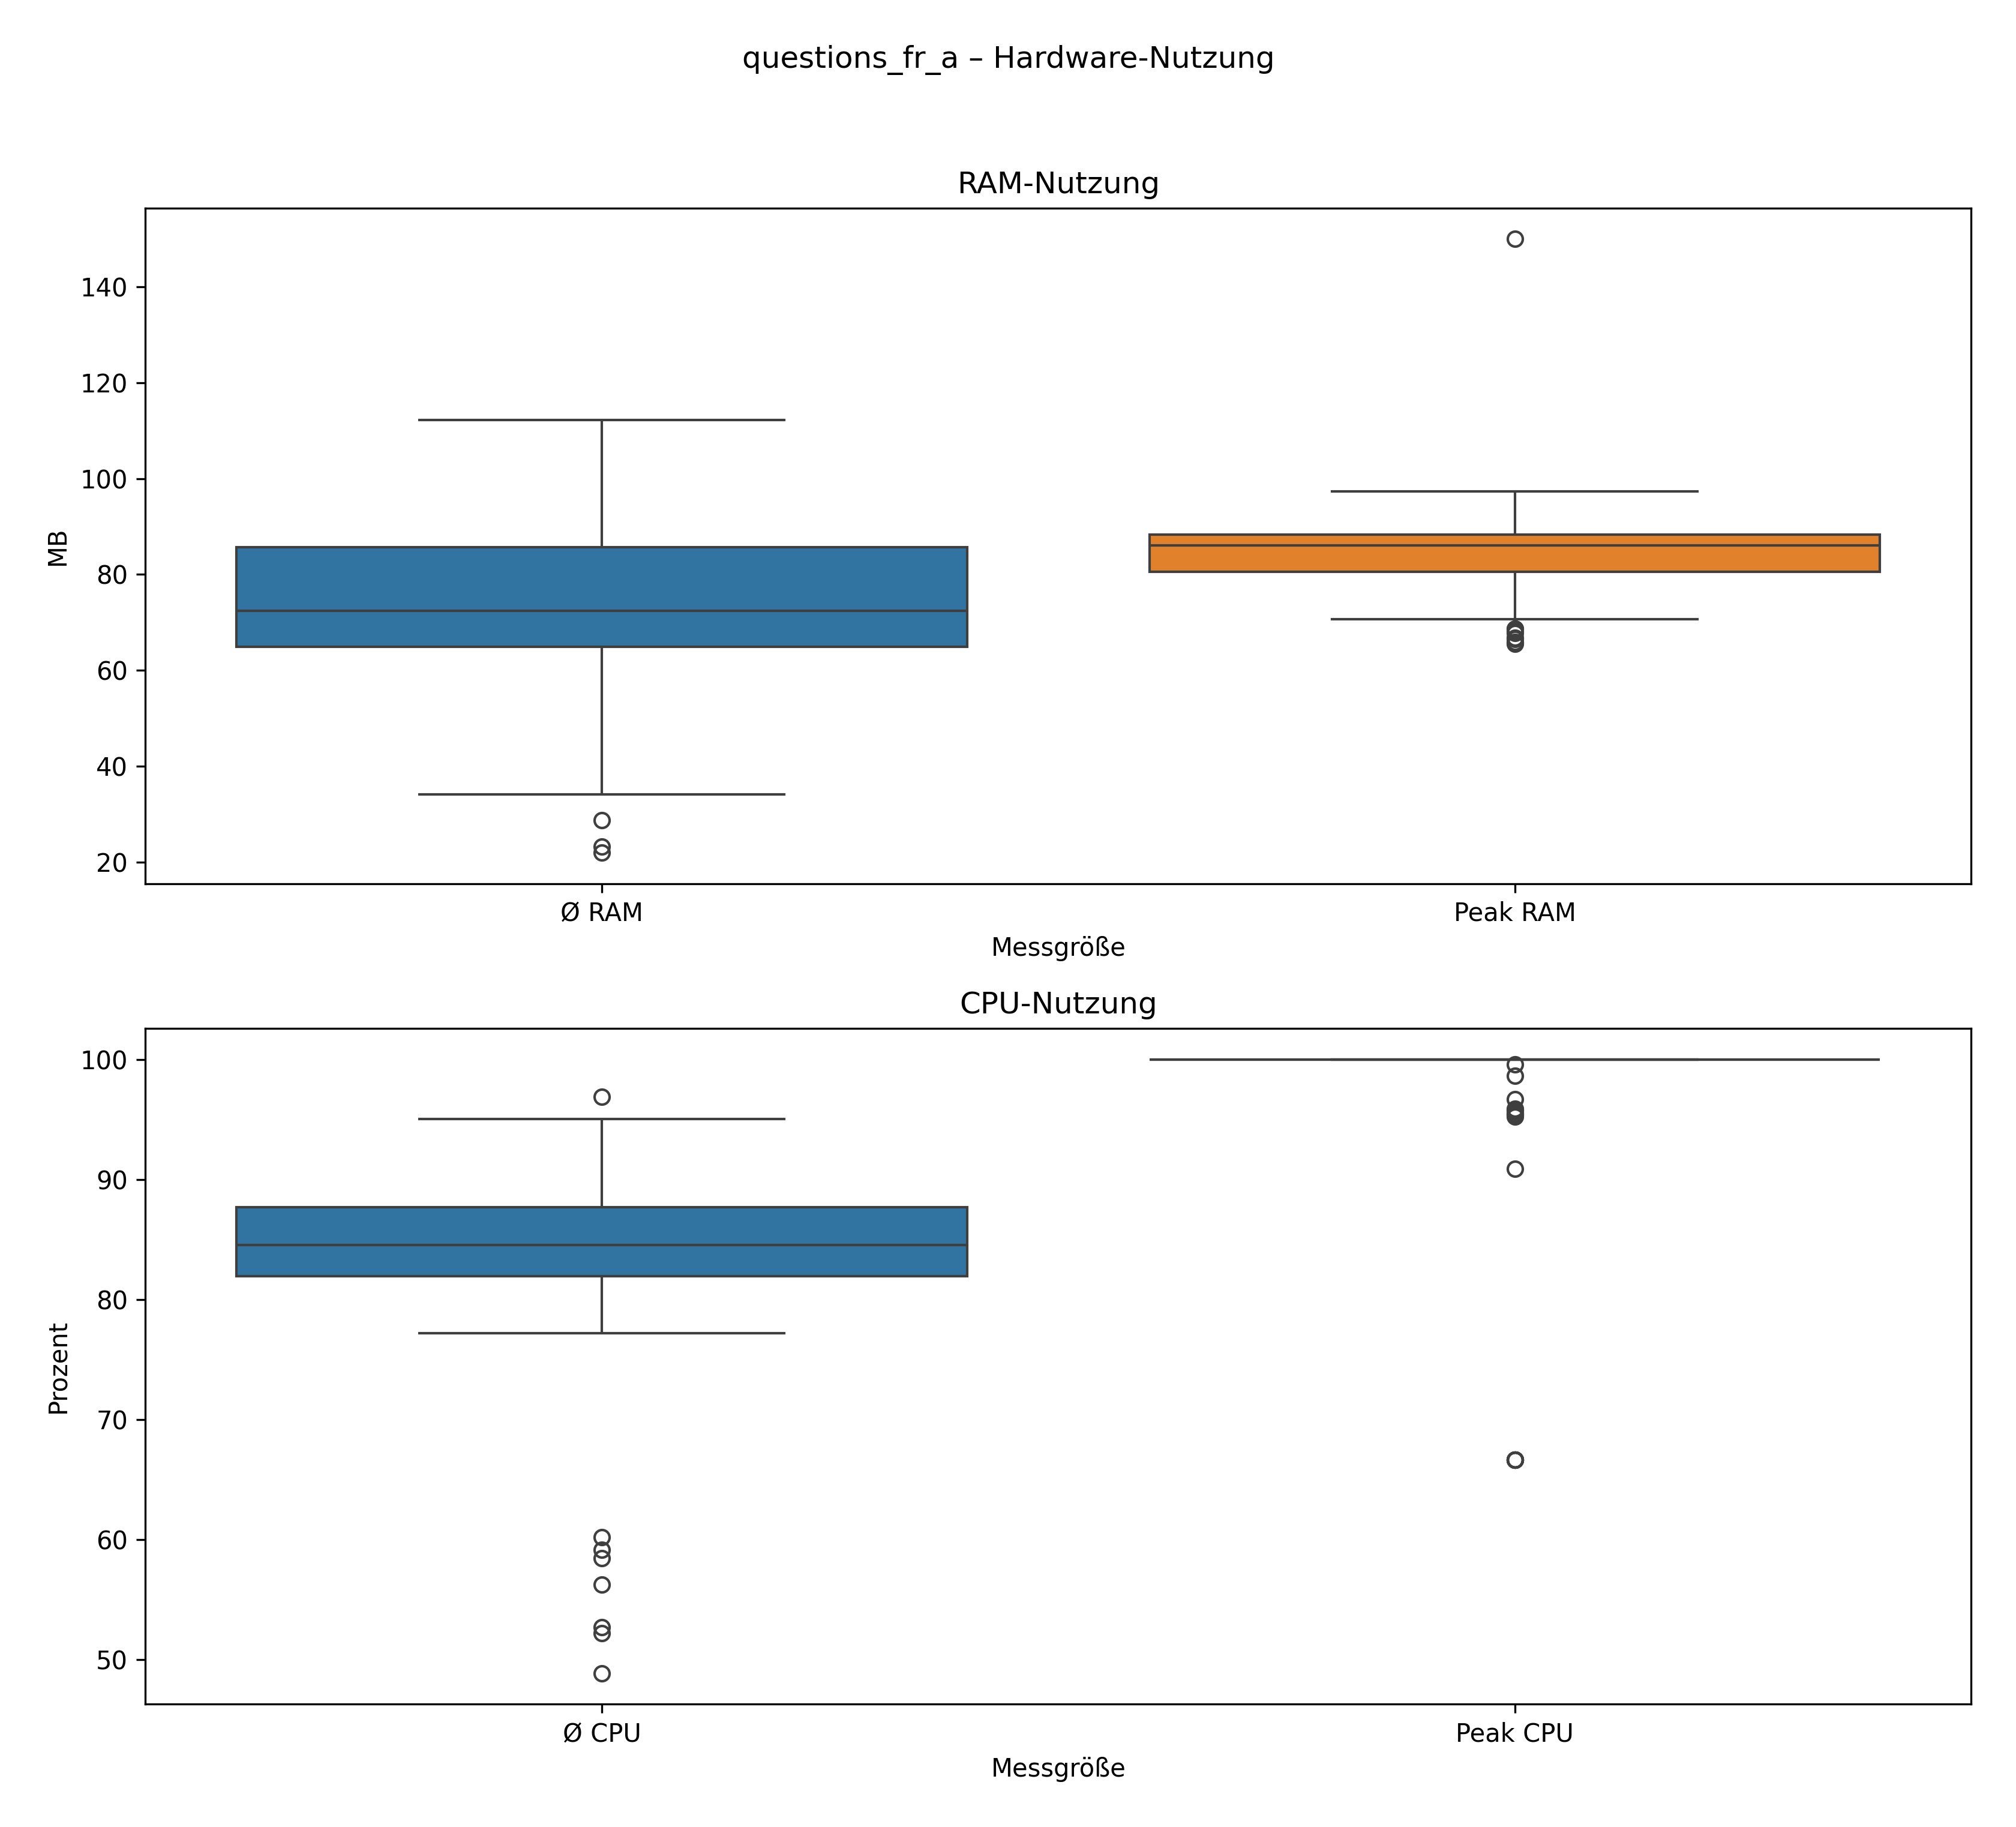 questions_fr_a – Hardware-Nutzung
RAM-Nutzung
140
120
100
80
60
40
20
MB
Ø RAM
Peak RAM
Messgröße
CPU-Nutzung
100
90
80
70
60
50
Prozent
Ø CPU
Peak CPU
Messgröße